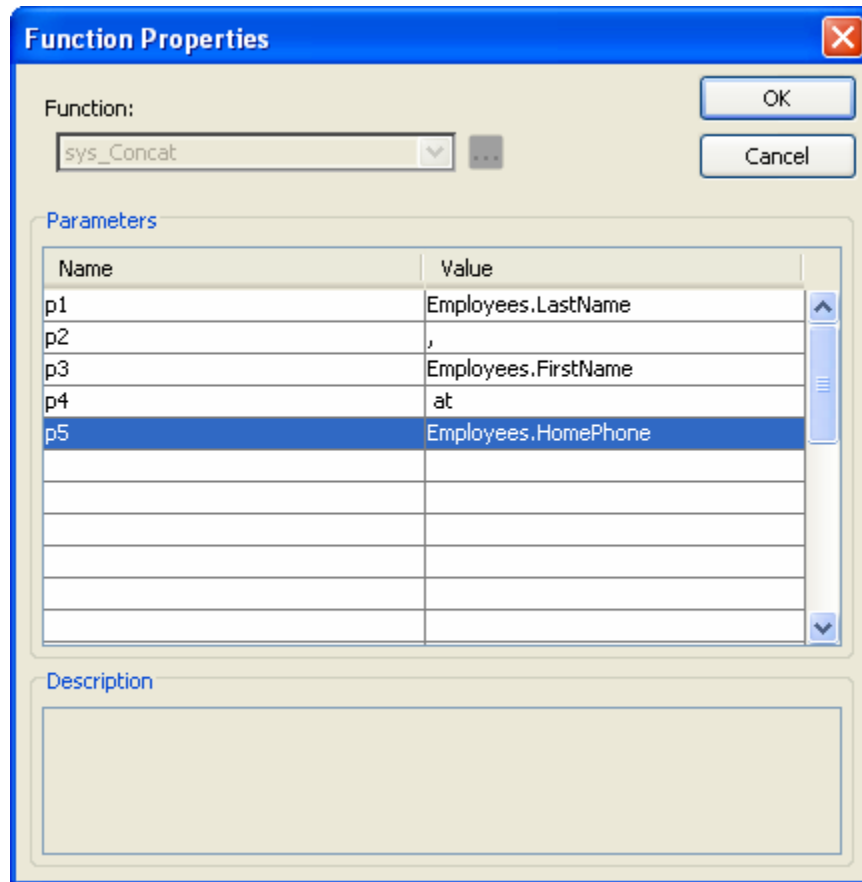 Function Properties
OK
Function:
sys_Concat
...
Cancel
Parameters
Name Value
p1 Employees.LastName
p2 ,
p3 Employees.FirstName
p4 at
p5 Employees.HomePhone
Description